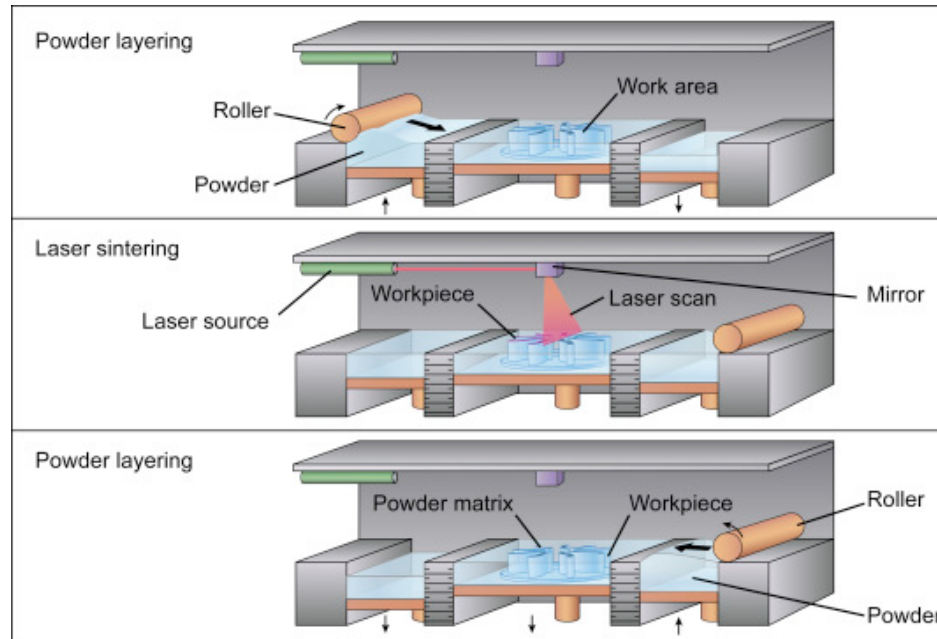 Powder layering
Work area
Roller
Powder
Laser sintering
Workpiece
Laser scan
Mirror
Laser source
Powder layering
Powder matrix
Workpiece
Roller
Powder